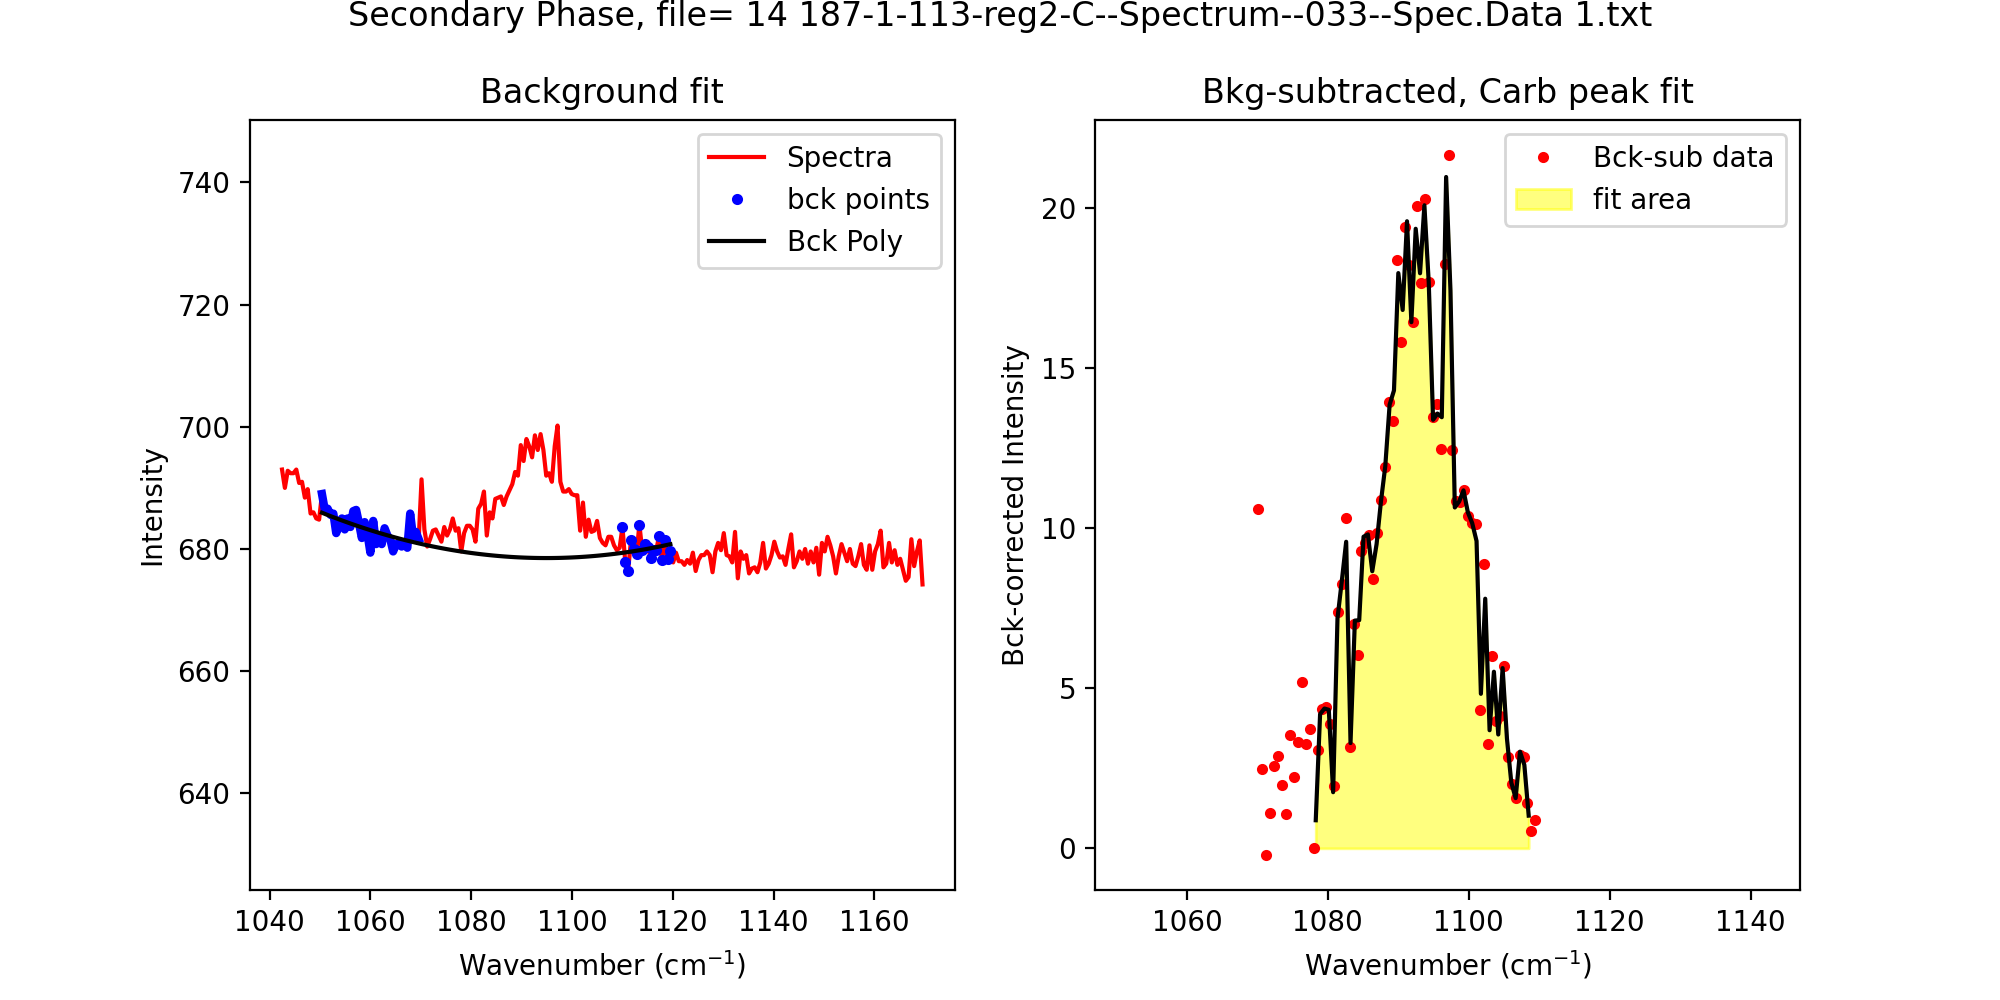 Secondary Phase, file= 14 187-1-113-reg2-C--Spectrum--033--Spec.Data 1.txt
Background fit
Spectra
bck points
Bck Poly
740
720
700
680
660
640
Intensity
1040 1060 1080 1100 1120 1140 1160
Wavenumber (cm⁻¹)
Bkg-subtracted, Carb peak fit
Bck-sub data
fit area
20
15
10
5
0
Bck-corrected Intensity
1060 1080 1100 1120 1140
Wavenumber (cm⁻¹)